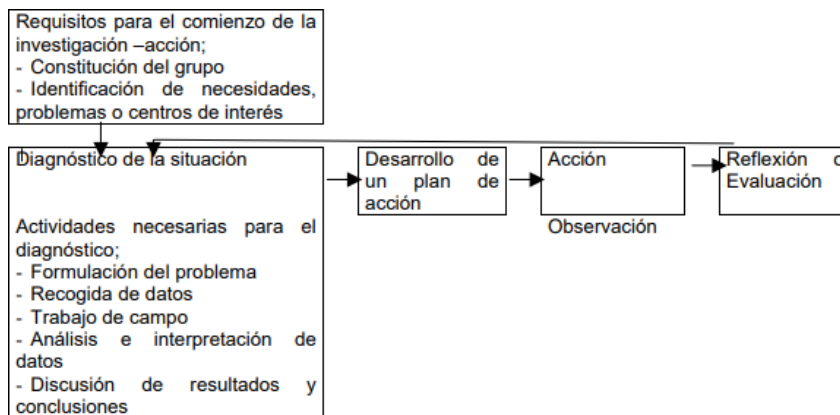 Requisitos para el comienzo de la
investigación –acción;
- Constitución del grupo
- Identificación de necesidades,
problemas o centros de interés
Diagnóstico de la situación
Actividades necesarias para el
diagnóstico;
- Formulación del problema
- Recogida de datos
- Trabajo de campo
- Análisis e interpretación de
datos
- Discusión de resultados y
conclusiones
Desarrollo de
un plan de
acción
Acción
Observación
Reflexión
Evaluación